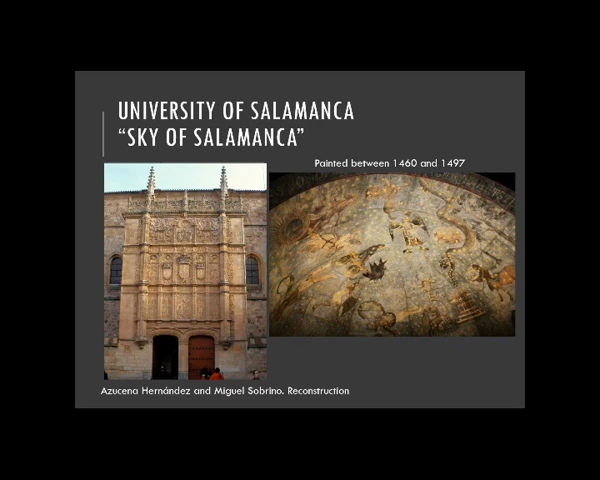 UNIVERSITY OF SALAMANCA
“SKY OF SALAMANCA”
Painted between 1460 and 1497
Azucena Hernández and Miguel Sobrino. Reconstruction